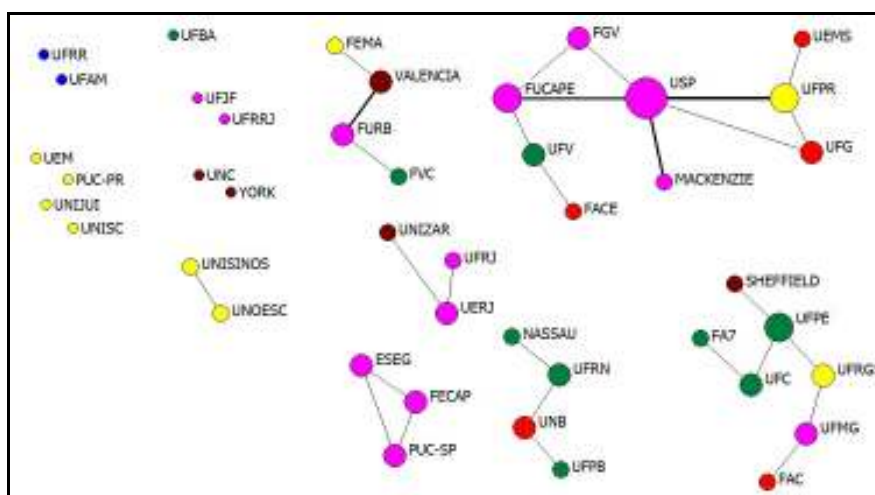 UFRR
UFAM
UFBA
UFJF
UFRRJ
UEM
PUC-PR
UNIJUI
UNISC
UNC
YORK
UNISINOS
UNOESC
FEMA
VALENCIA
FURB
FVC
UNIZAR
UFRJ
UERJ
ESEG
FECAP
PUC-SP
FGV
FUCAPE
USP
UEMS
UFPR
UFG
UFV
MACKENZIE
FACE
NASSAU
UFRN
UNB
UFPB
SHEFFIELD
UFPE
FA7
UFC
UFRGS
UFMG
FAC